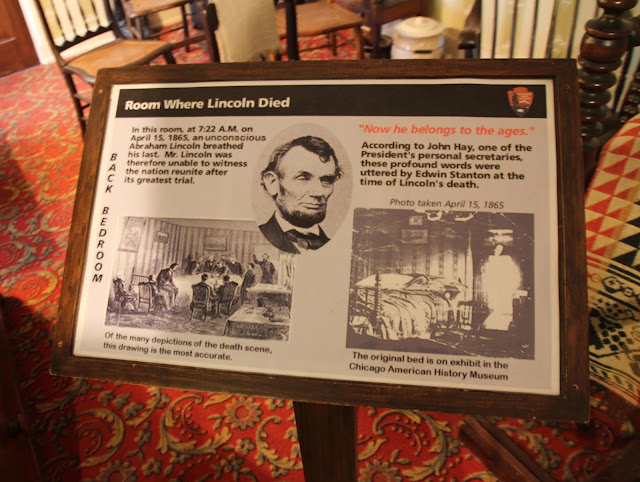 Room Where Lincoln Died
In this room, at 7:22 A.M. on
April 15, 1865, an unconscious
Abraham Lincoln breathed
his last. Mr. Lincoln was
therefore unable to witness
the nation reunite after
its greatest trial.
BACK BEDROOM
Of the many depictions of the death scene,
this drawing is the most accurate.
"Now he belongs to the ages."
According to John Hay, one of the
President's personal secretaries,
these profound words were
uttered by Edwin Stanton at the
time of Lincoln's death.
Photo taken April 15, 1865
The original bed is on exhibit in the
Chicago American History Museum